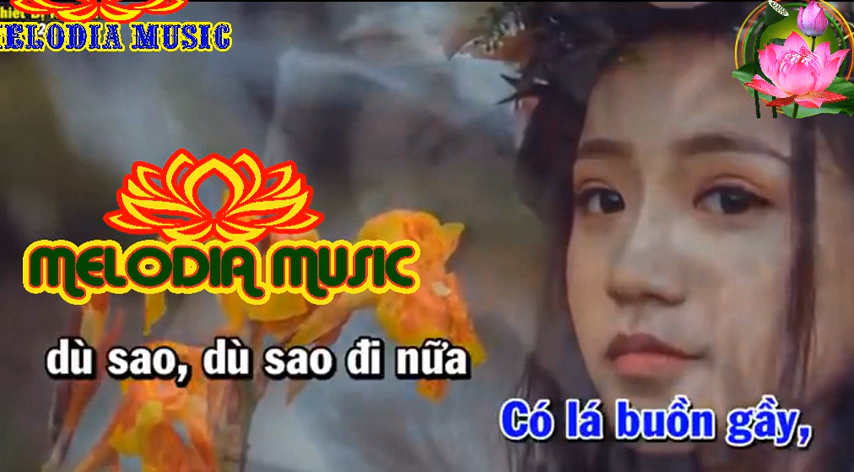 MELODIA MUSIC
MELODIA MUSIC
dù sao, dù sao đi nữa
Có lá buồn gầy,